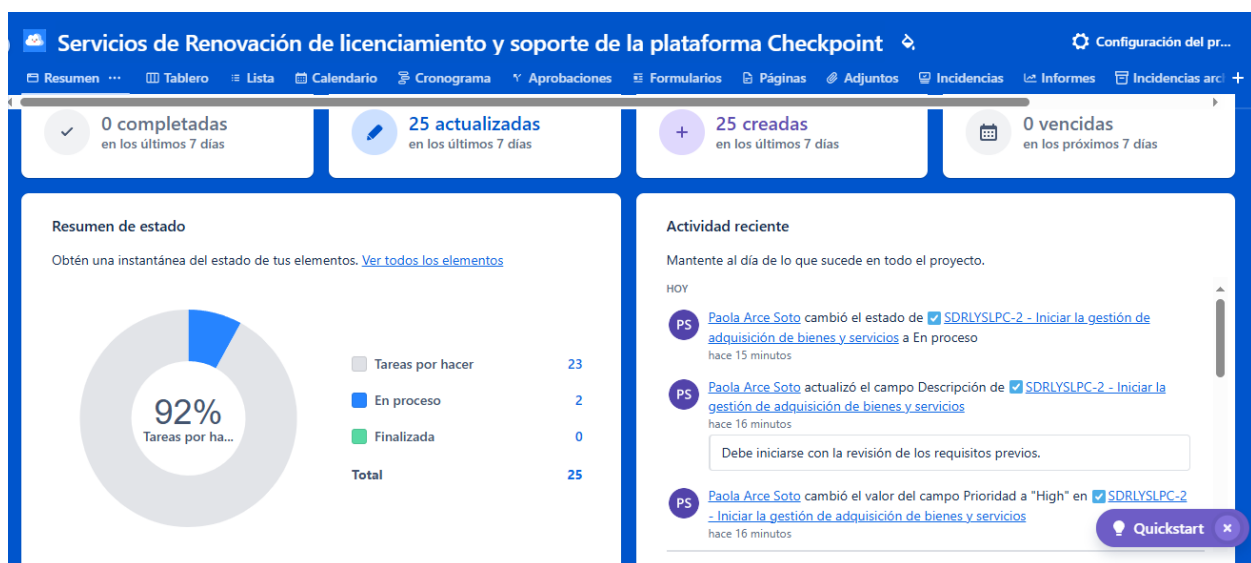 Servicios de Renovación de licenciamiento y soporte de la plataforma Checkpoint
Configuración del pr...
Resumen ··· Tablero Lista Calendario Cronograma Aprobaciones Formularios Páginas Adjuntos Incidencias Informes Incidencias arc
0 completadas
en los últimos 7 días
25 actualizadas
en los últimos 7 días
25 creadas
en los últimos 7 días
0 vencidas
en los próximos 7 días
Resumen de estado
Obtén una instantánea del estado de tus elementos. Ver todos los elementos
92%
Tareas por ha...
Tareas por hacer 23
En proceso 2
Finalizada 0
Total 25
Actividad reciente
Mantente al día de lo que sucede en todo el proyecto.
HOY
PS
Paola Arce Soto cambió el estado de SDRLYSLPC-2 - Iniciar la gestión de
adquisición de bienes y servicios a En proceso
hace 15 minutos
PS
Paola Arce Soto actualizó el campo Descripción de SDRLYSLPC-2 - Iniciar la
gestión de adquisición de bienes y servicios
hace 16 minutos
Debe iniciarse con la revisión de los requisitos previos.
PS
Paola Arce Soto cambió el valor del campo Prioridad a "High" en SDRLYSLPC-2
- Iniciar la gestión de adquisición de bienes y servicios
hace 16 minutos
Quickstart